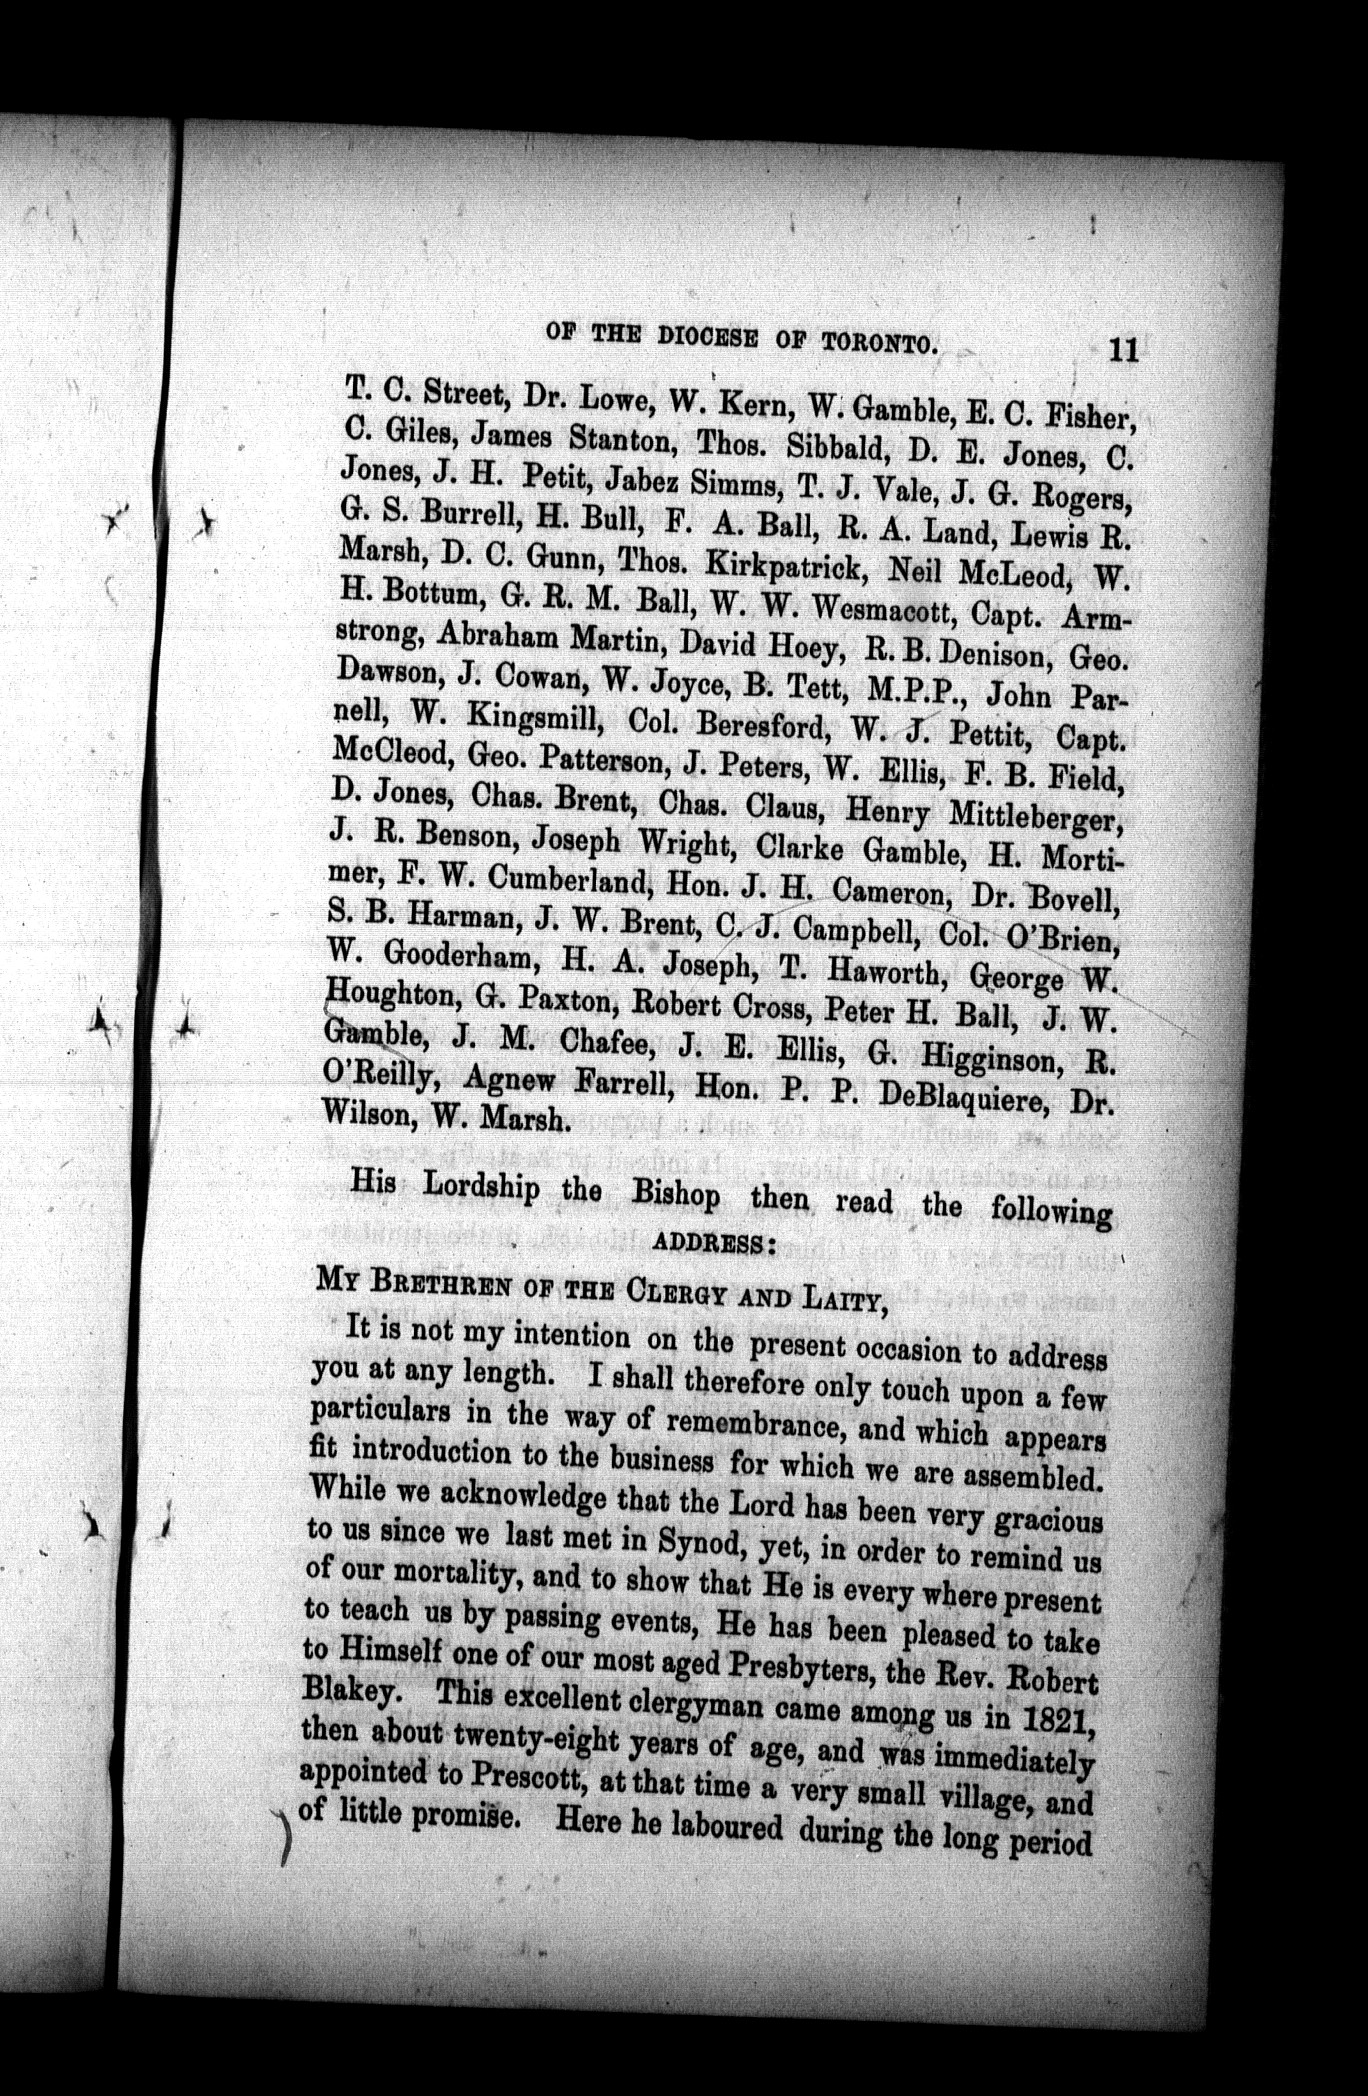 OF THE DIOCESE OF TORONTO. 11
T. C. Street, Dr. Lowe, W. Kern, W. Gamble, E. C. Fisher,
C. Giles, James Stanton, Thos. Sibbald, D. E. Jones, C.
Jones, J. H. Petit, Jabez Simms, T. J. Vale, J. G. Rogers,
G. S. Burrell, H. Bull, F. A. Ball, R. A. Land, Lewis R.
Marsh, D. C. Gunn, Thos. Kirkpatrick, Neil McLeod, W.
H. Bottum, G. R. M. Ball, W. W. Wesmacott, Capt. Arm-
strong, Abraham Martin, David Hoey, R. B. Denison, Geo.
Dawson, J. Cowan, W. Joyce, B. Tett, M.P.P., John Par-
nell, W. Kingsmill, Col. Beresford, W. J. Pettit, Capt.
McCleod, Geo. Patterson, J. Peters, W. Ellis, F. B. Field,
D. Jones, Chas. Brent, Chas. Claus, Henry Mittleberger,
J. R. Benson, Joseph Wright, Clarke Gamble, H. Morti-
mer, F. W. Cumberland, Hon. J. H. Cameron, Dr. Bovell,
S. B. Harman, J. W. Brent, C. J. Campbell, Col. O'Brien,
W. Gooderham, H. A. Joseph, T. Haworth, George W.
Houghton, G. Paxton, Robert Cross, Peter H. Ball, J. W.
Gamble, J. M. Chafee, J. E. Ellis, G. Higginson, R.
O'Reilly, Agnew Farrell, Hon. P. P. DeBlaquiere, Dr.
Wilson, W. Marsh.
His Lordship the Bishop then read the following
ADDRESS:
MY BRETHREN OF THE CLERGY AND LAITY,
It is not my intention on the present occasion to address
you at any length. I shall therefore only touch upon a few
particulars in the way of remembrance, and which appears
fit introduction to the business for which we are assembled.
While we acknowledge that the Lord has been very gracious
to us since we last met in Synod, yet, in order to remind us
of our mortality, and to show that He is every where present
to teach us by passing events, He has been pleased to take
to Himself one of our most aged Presbyters, the Rev. Robert
Blakey. This excellent clergyman came among us in 1821,
then about twenty-eight years of age, and was immediately
appointed to Prescott, at that time a very small village, and
of little promise. Here he laboured during the long period